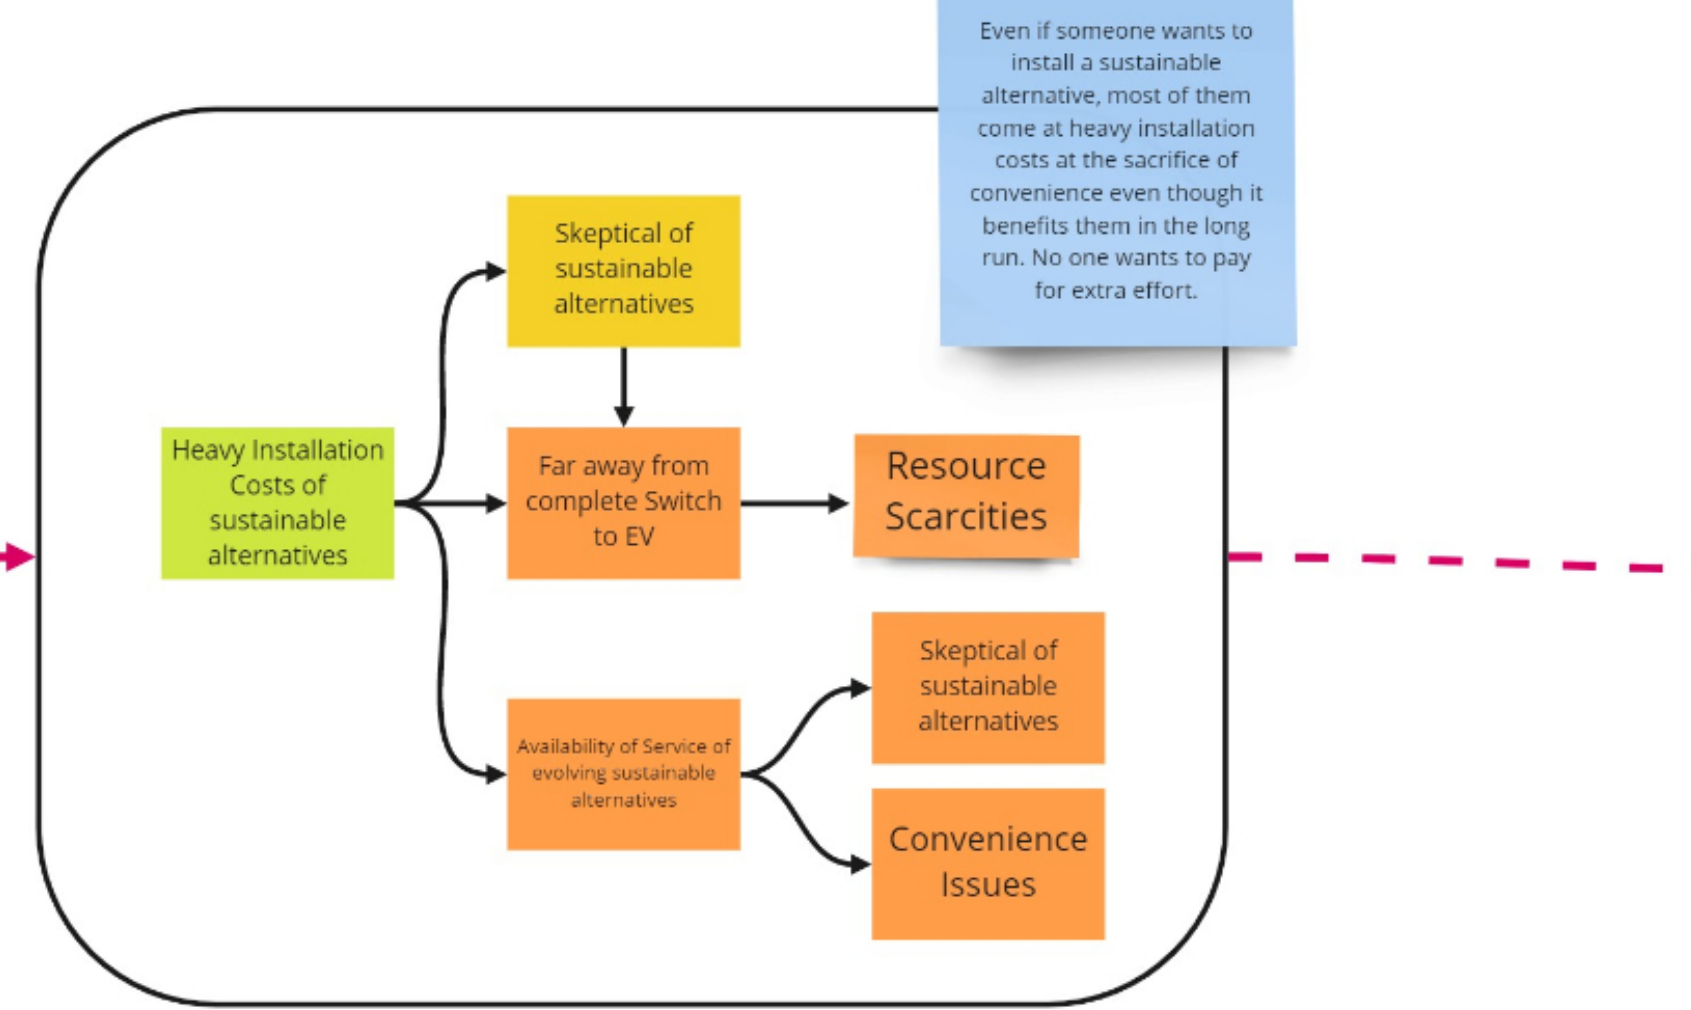 Even if someone wants to
install a sustainable
alternative, most of them
come at heavy installation
costs at the sacrifice of
convenience even though it
benefits them in the long
run. No one wants to pay
for extra effort.
Skeptical of
sustainable
alternatives
Heavy Installation
Costs of
sustainable
alternatives
Far away from
complete Switch
to EV
Resource
Scarcities
Availability of Service of
evolving sustainable
alternatives
Skeptical of
sustainable
alternatives
Convenience
Issues